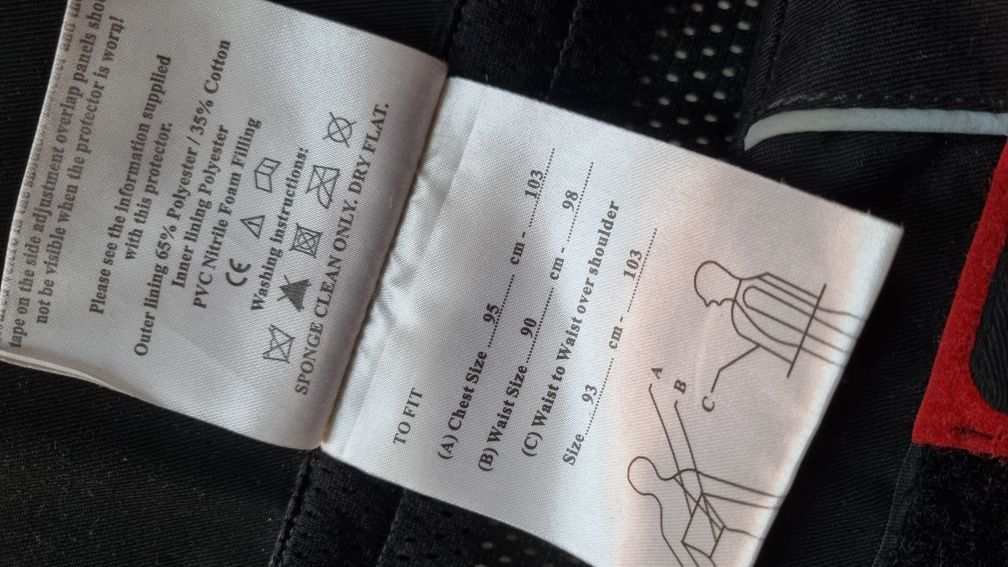 tape on the side adjustment overlap panels
not be visible when the protector is worn!
Please see the information supplied
with this protector.
Outer lining 65% Polyester / 35% Cotton
Inner lining Polyester
PVC Nitrile Foam Filling
CE
Washing instructions:
SPONGE CLEAN ONLY. DRY FLAT.
TO FIT
(A) Chest Size ...... 95 ...... cm - ...... 103 ......
(B) Waist Size ...... 90 ...... cm - ...... 98 ......
(C) Waist to Waist over shoulder
Size ...... 93 ...... cm - ...... 103 ......
A
B
C